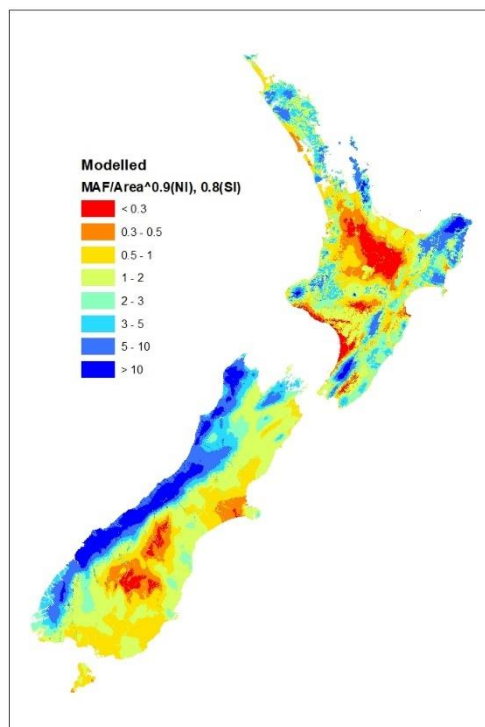 Modelled
MAF/Area^0.9(NI), 0.8(SI)
< 0.3
0.3 - 0.5
0.5 - 1
1 - 2
2 - 3
3 - 5
5 - 10
> 10